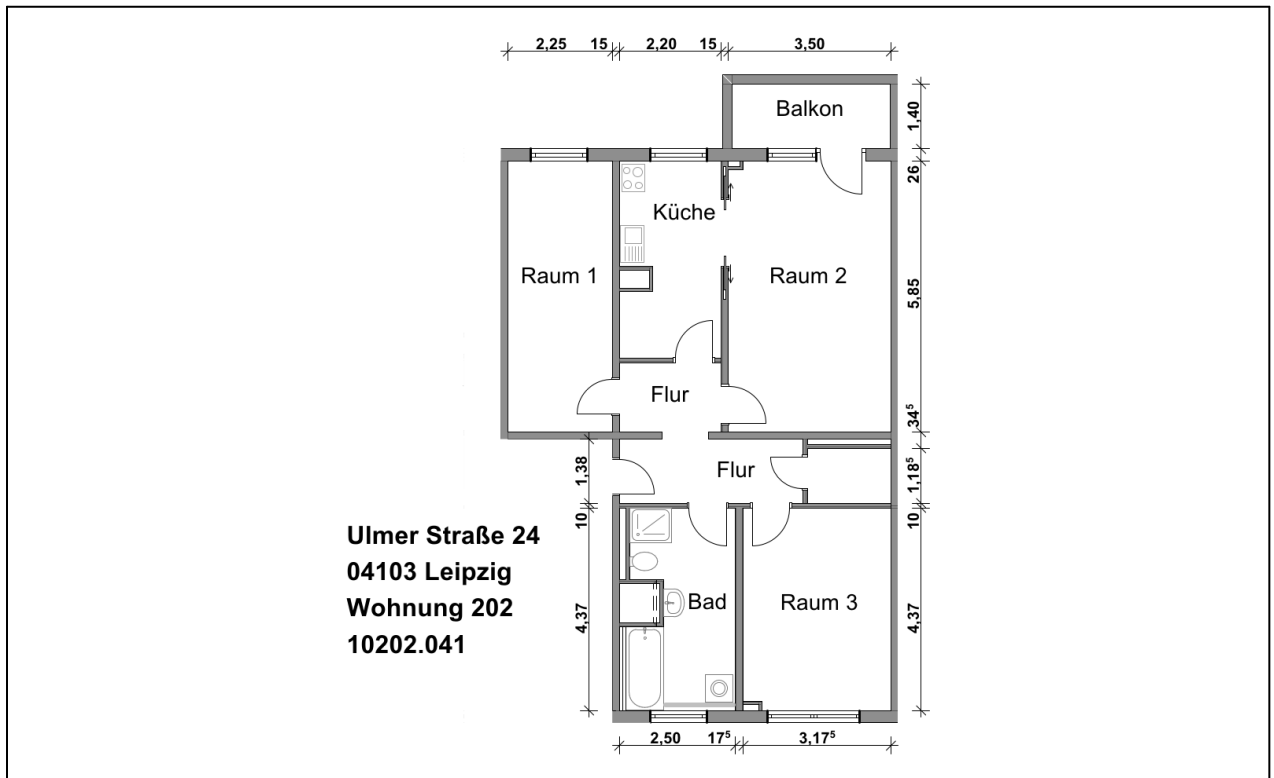 2,25 15 2,20 15 3,50
Balkon
1,40
26
Küche
Raum 1
Raum 2
5,85
Flur
34⁵
1,38
Flur
1,18⁵
10
10
Ulmer Straße 24
04103 Leipzig
Wohnung 202
10202.041
4,37
Bad
Raum 3
4,37
2,50 17⁵ 3,17⁵